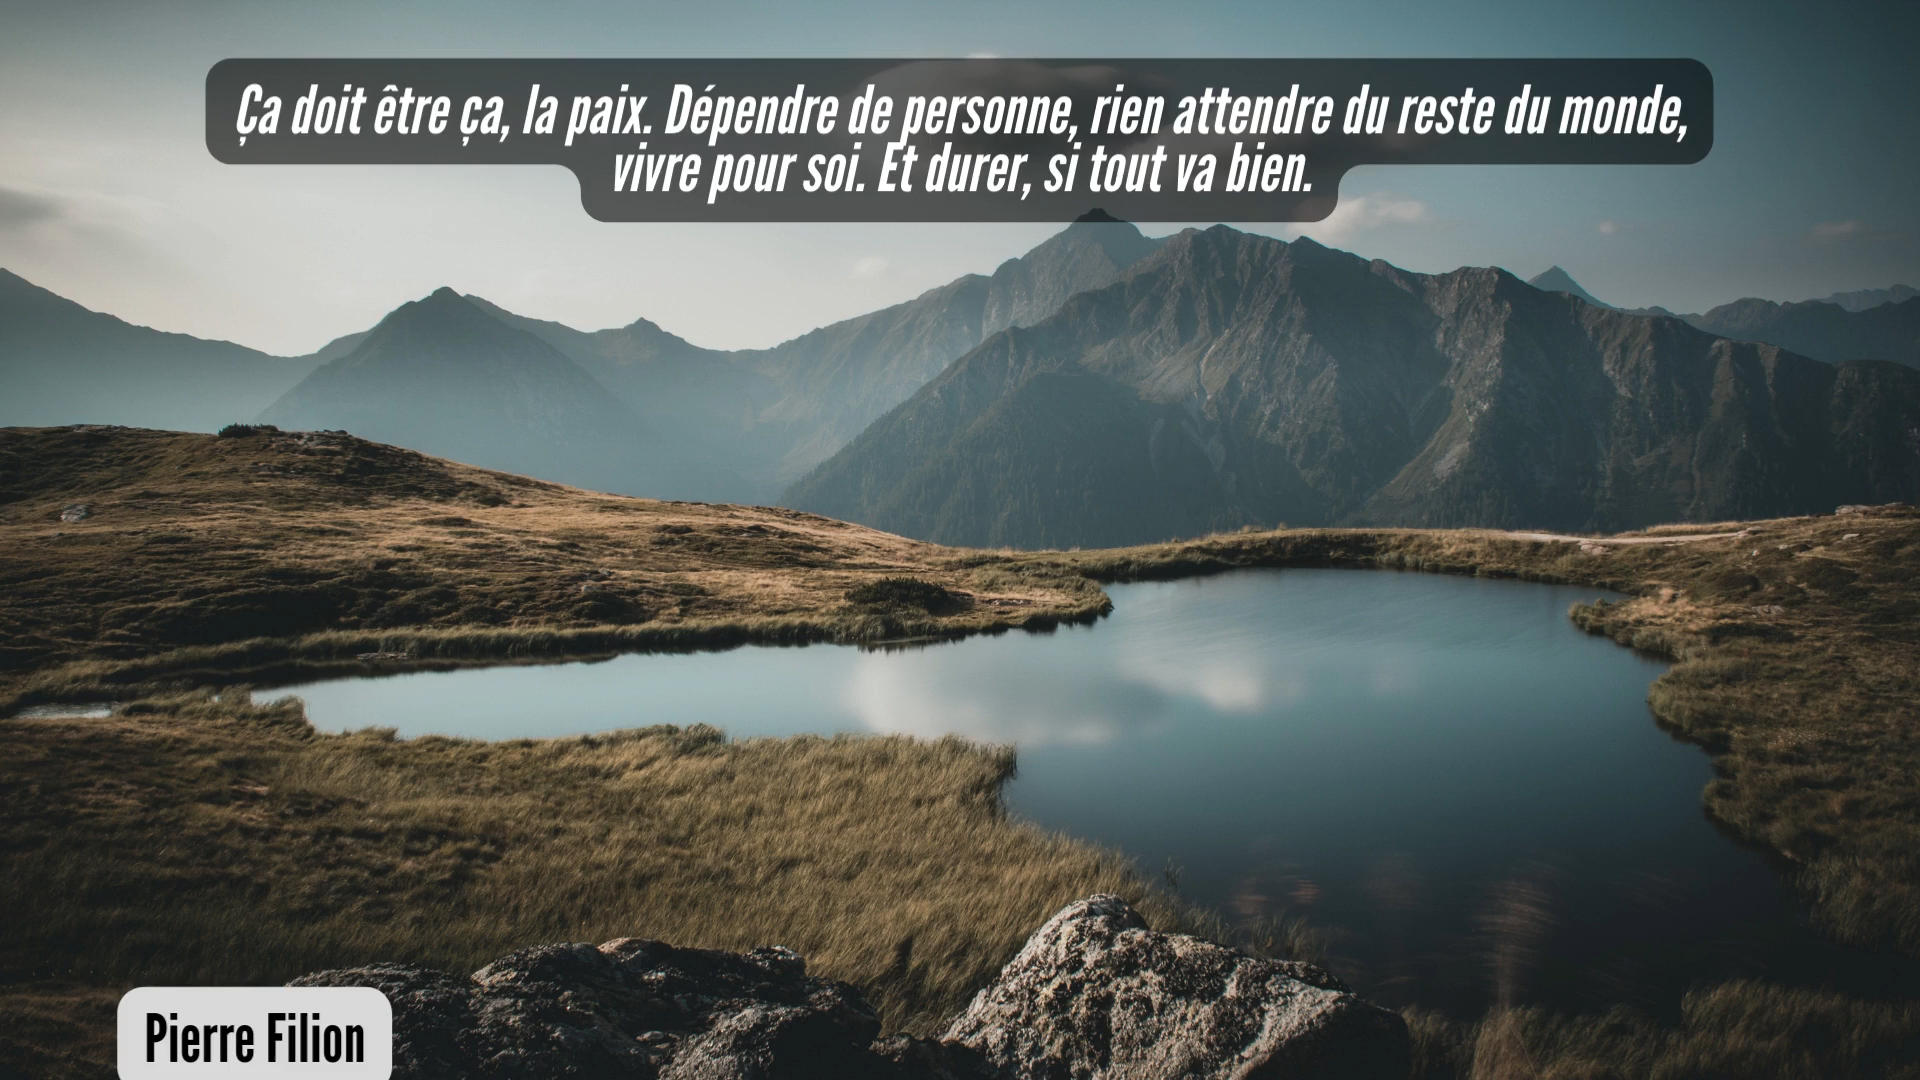 Ça doit être ça, la paix. Dépendre de personne, rien attendre du reste du monde,
vivre pour soi. Et durer, si tout va bien.
Pierre Filion